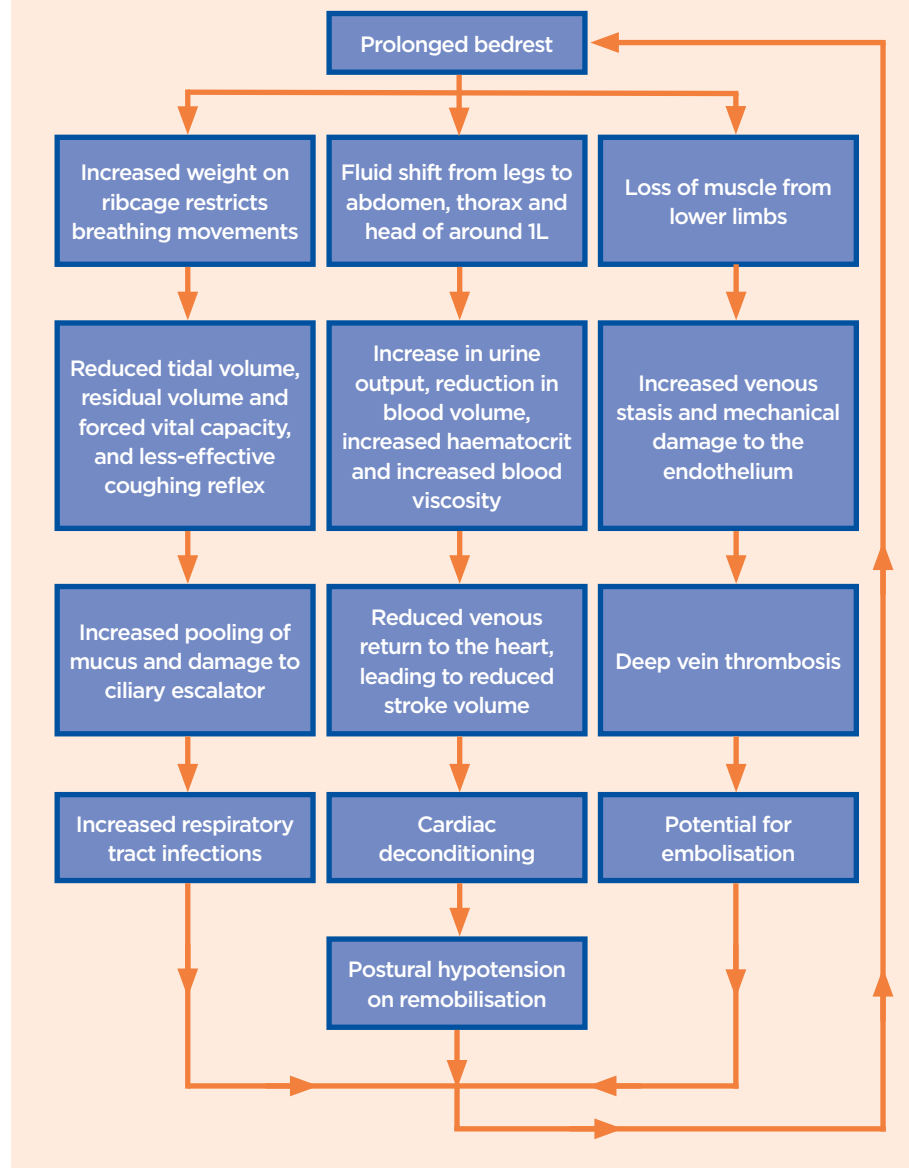 Prolonged bedrest
Increased weight on
ribcage restricts
breathing movements
Fluid shift from legs to
abdomen, thorax and
head of around 1L
Loss of muscle from
lower limbs
Reduced tidal volume,
residual volume and
forced vital capacity,
and less-effective
coughing reflex
Increase in urine
output, reduction in
blood volume,
increased haematocrit
and increased blood
viscosity
Increased venous
stasis and mechanical
damage to the
endothelium
Increased pooling of
mucus and damage to
ciliary escalator
Reduced venous
return to the heart,
leading to reduced
stroke volume
Deep vein thrombosis
Increased respiratory
tract infections
Cardiac
deconditioning
Potential for
embolisation
Postural hypotension
on remobilisation